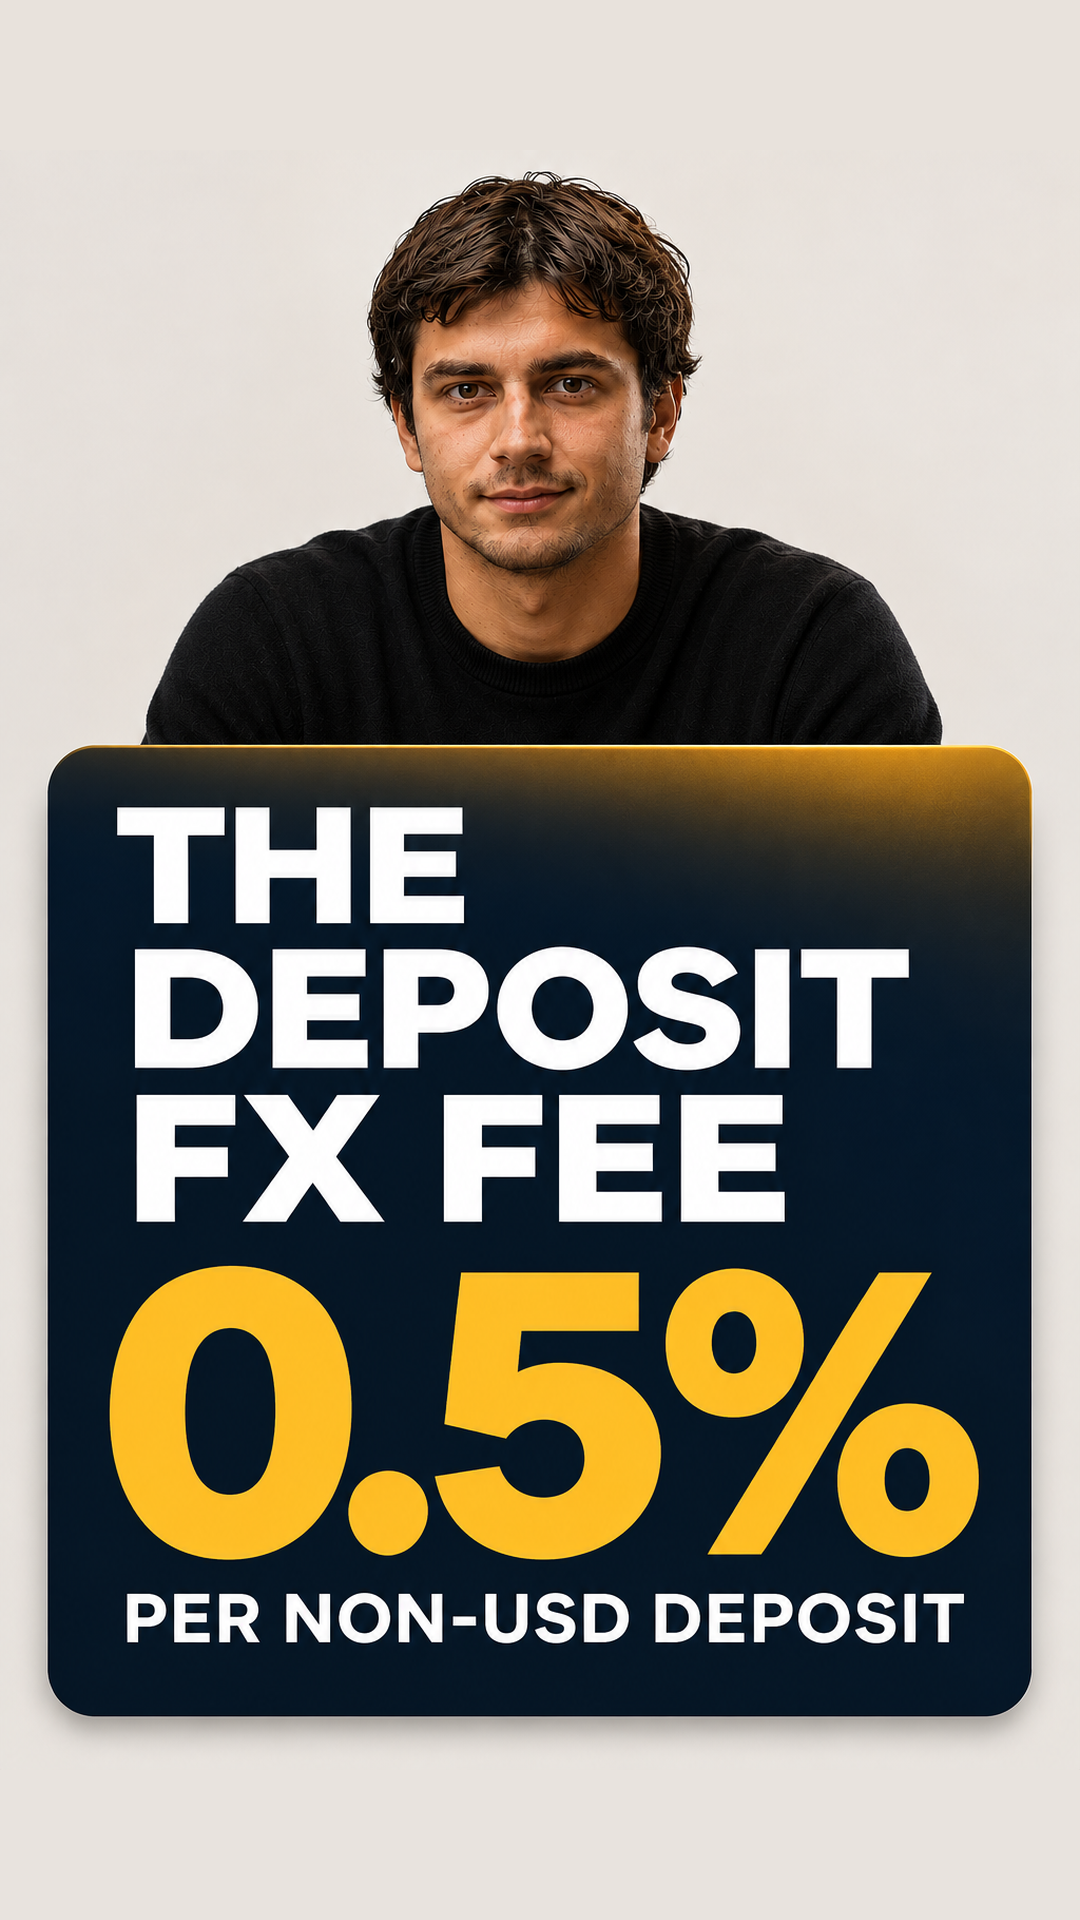 THE
DEPOSIT
FX FEE
0.5%
PER NON-USD DEPOSIT